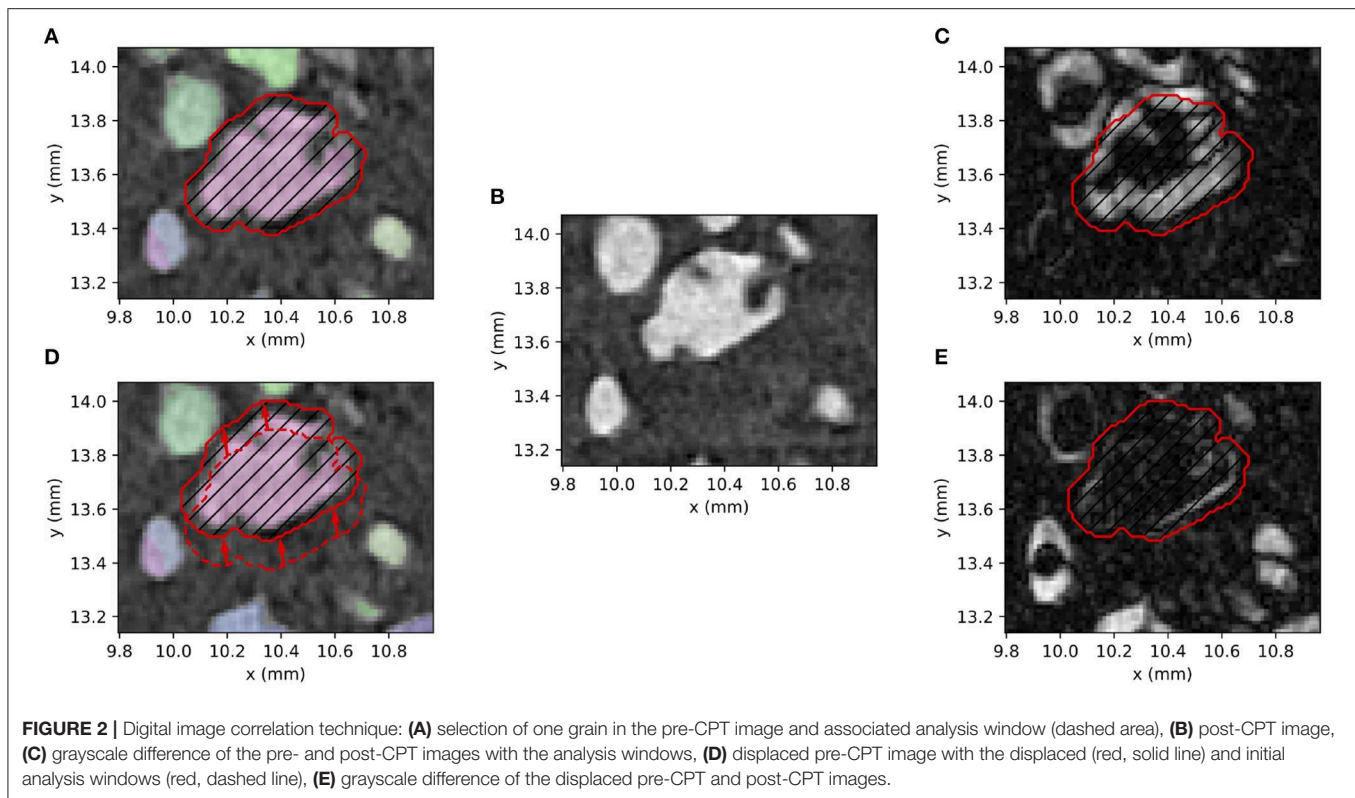 A
14.0
13.8
13.6
13.4
13.2
9.8 10.0 10.2 10.4 10.6 10.8
x (mm)
y (mm)
B
14.0
13.8
13.6
13.4
13.2
9.8 10.0 10.2 10.4 10.6 10.8
x (mm)
y (mm)
C
14.0
13.8
13.6
13.4
13.2
9.8 10.0 10.2 10.4 10.6 10.8
x (mm)
y (mm)
D
14.0
13.8
13.6
13.4
13.2
9.8 10.0 10.2 10.4 10.6 10.8
x (mm)
y (mm)
E
14.0
13.8
13.6
13.4
13.2
9.8 10.0 10.2 10.4 10.6 10.8
x (mm)
y (mm)
FIGURE 2 | Digital image correlation technique: (A) selection of one grain in the pre-CPT image and associated analysis window (dashed area), (B) post-CPT image,
(C) grayscale difference of the pre- and post-CPT images with the analysis windows, (D) displaced pre-CPT image with the displaced (red, solid line) and initial
analysis windows (red, dashed line), (E) grayscale difference of the displaced pre-CPT and post-CPT images.